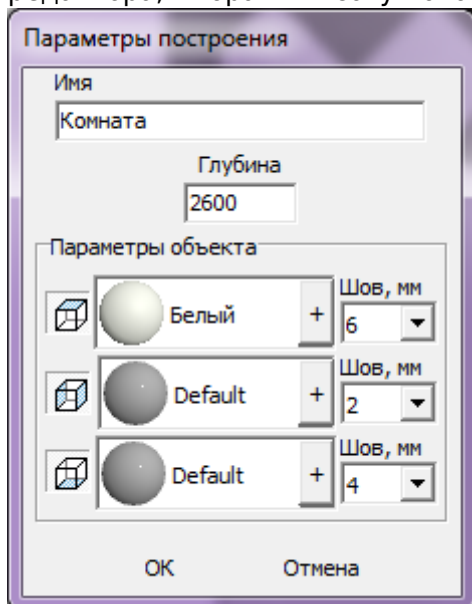 Параметры построения
Имя
Комната
Глубина
2600
Параметры объекта
Шов, мм
Белый + 6
Шов, мм
Default + 2
Шов, мм
Default + 4
ОК Отмена